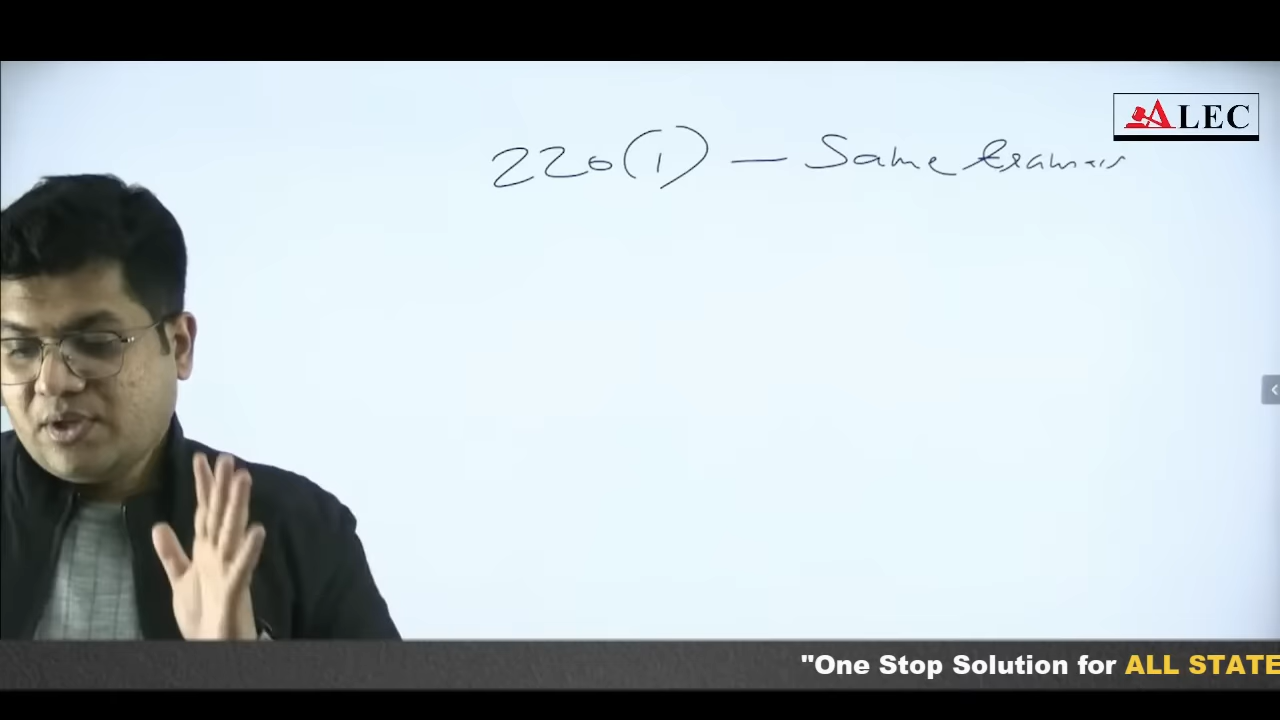 220(1) — Same
ALEC
"One Stop Solution for ALL STATE